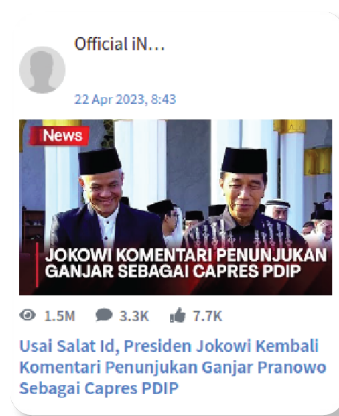 Official iN...
22 Apr 2023, 8:43
News
JOKOWI KOMENTARI PENUNJUKAN
GANJAR SEBAGAI CAPRES PDIP
1.5M 3.3K 7.7K
Usai Salat Id, Presiden Jokowi Kembali
Komentari Penunjukan Ganjar Pranowo
Sebagai Capres PDIP